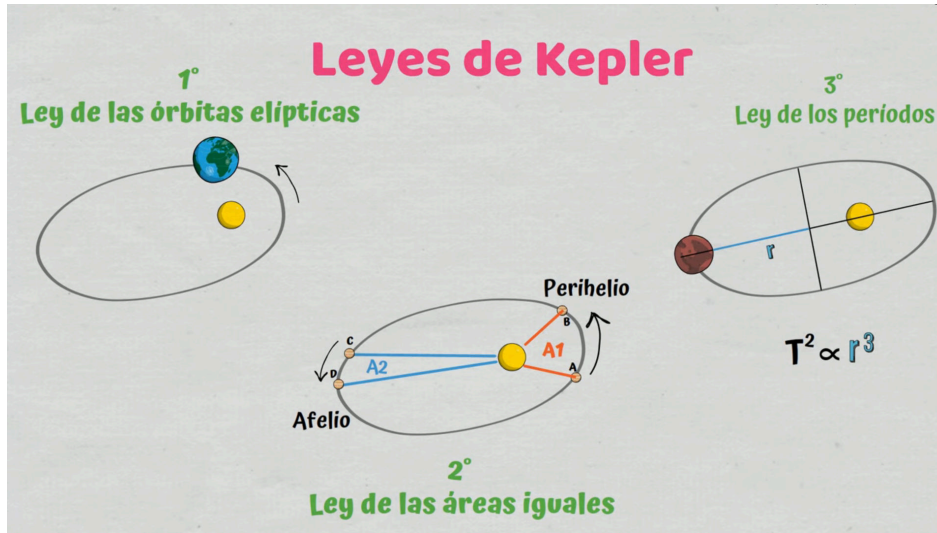 Leyes de Kepler
1°
Ley de las órbitas elípticas
3°
Ley de los períodos
r
T² ∝ r³
Perihelio
B
A1
A
C
A2
D
Afelio
2°
Ley de las áreas iguales